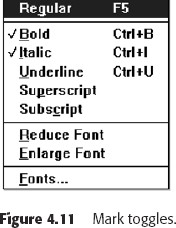 Regular F5
✓Bold Ctrl+B
✓Italic Ctrl+I
Underline Ctrl+U
Superscript
Subscript
Reduce Font
Enlarge Font
Fonts...
Figure 4.11 Mark toggles.